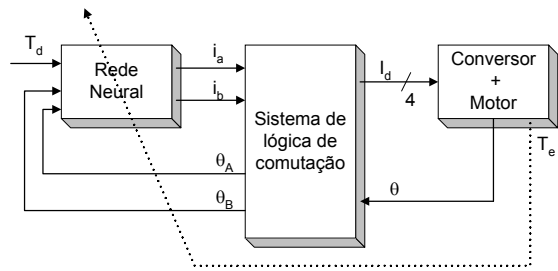 T_d
Rede
Neural
i_a
i_b
θ_A
θ_B
Sistema de
lógica de
comutação
I_d
4
θ
Conversor
+
Motor
T_e